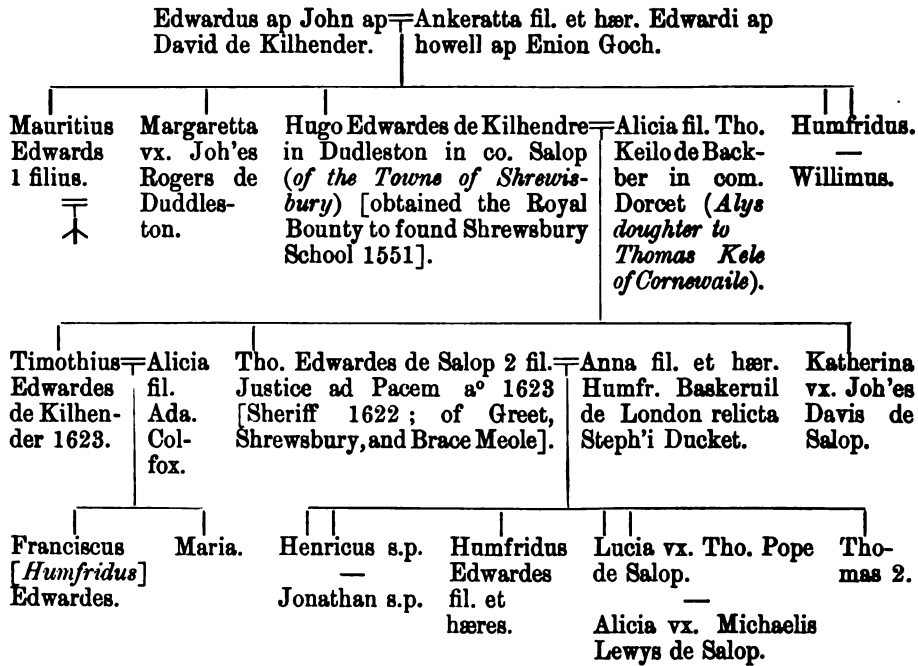 Edwardus ap John ap
David de Kilhender.
Ankeratta fil. et hær. Edwardi ap
howell ap Enion Goch.
Mauritius
Edwards
1 filius.
Margaretta
vx. Joh'es
Rogers de
Duddles-
ton.
Hugo Edwardes de Kilhendre
in Dudleston in co. Salop
(of the Towne of Shrewis-
bury) [obtained the Royal
Bounty to found Shrewsbury
School 1551].
Alicia fil. Tho.
Keilo de Back-
ber in com.
Dorcet (Alys
doughter to
Thomas Kele
of Cornewaile).
Humfridus.
—
Willimus.
Timothius
Edwardes
de Kilhen-
der 1623.
Alicia
fil.
Ada.
Col-
fox.
Tho. Edwardes de Salop 2 fil.
Justice ad Pacem aº 1623
[Sheriff 1622; of Greet,
Shrewsbury, and Brace Meole].
Anna fil. et hær.
Humfr. Baskeruil
de London relicta
Steph'i Ducket.
Katherina
vx. Joh'es
Davis de
Salop.
Franciscus
[Humfridus]
Edwardes.
Maria.
Henricus s.p.
—
Jonathan s.p.
Humfridus
Edwardes
fil. et
hæres.
Lucia vx. Tho. Pope
de Salop.
—
Alicia vx. Michaelis
Lewys de Salop.
Tho-
mas 2.